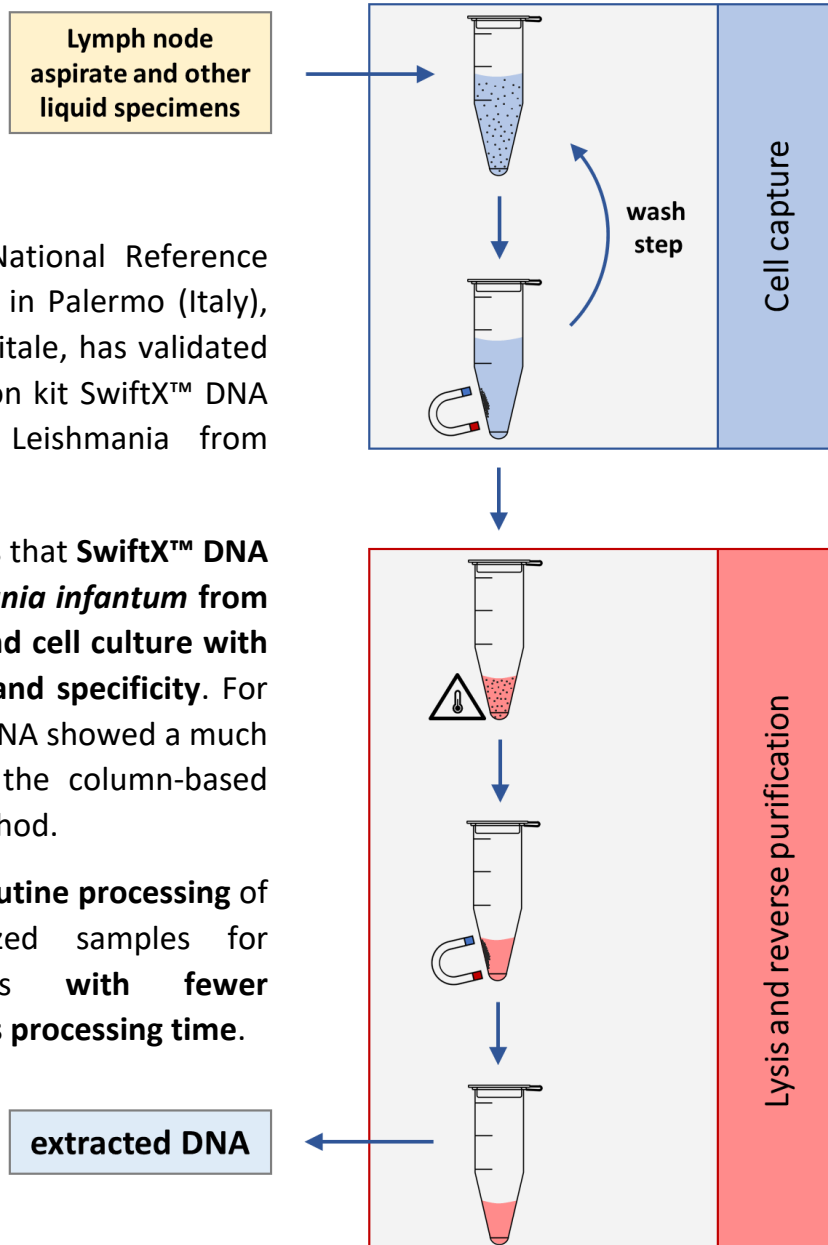 Lymph node
aspirate and other
liquid specimens
wash
step
Cell capture
National Reference
in Palermo (Italy),
itale, has validated
on kit SwiftX™ DNA
Leishmania from
s that SwiftX™ DNA
ania infantum from
nd cell culture with
and specificity. For
DNA showed a much
the column-based
hod.
utine processing of
zed samples for
s with fewer
s processing time.
Lysis and reverse purification
extracted DNA